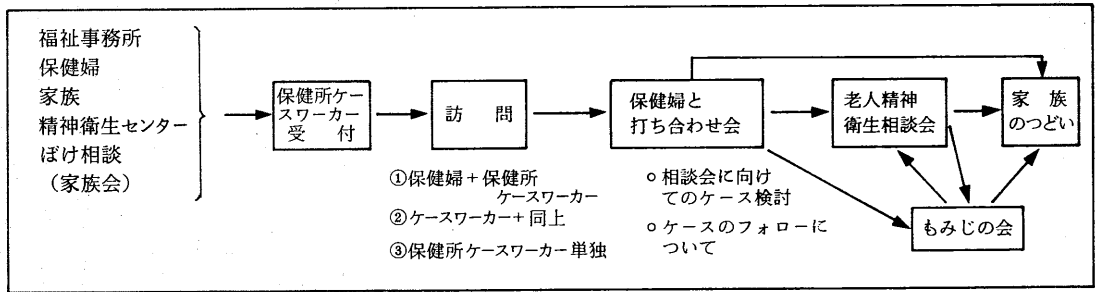 福祉事務所
保健婦
家族
精神衛生センター
ぼけ相談
（家族会）
保健所ケー
スワーカー
受　付
訪　問
①保健婦＋保健所
ケースワーカー
②ケースワーカー＋同上
③保健所ケースワーカー単独
保健婦と
打ち合わせ会
○相談会に向け
てのケース検討
○ケースのフォローに
ついて
老人精神
衛生相談会
家　族
のつどい
もみじの会